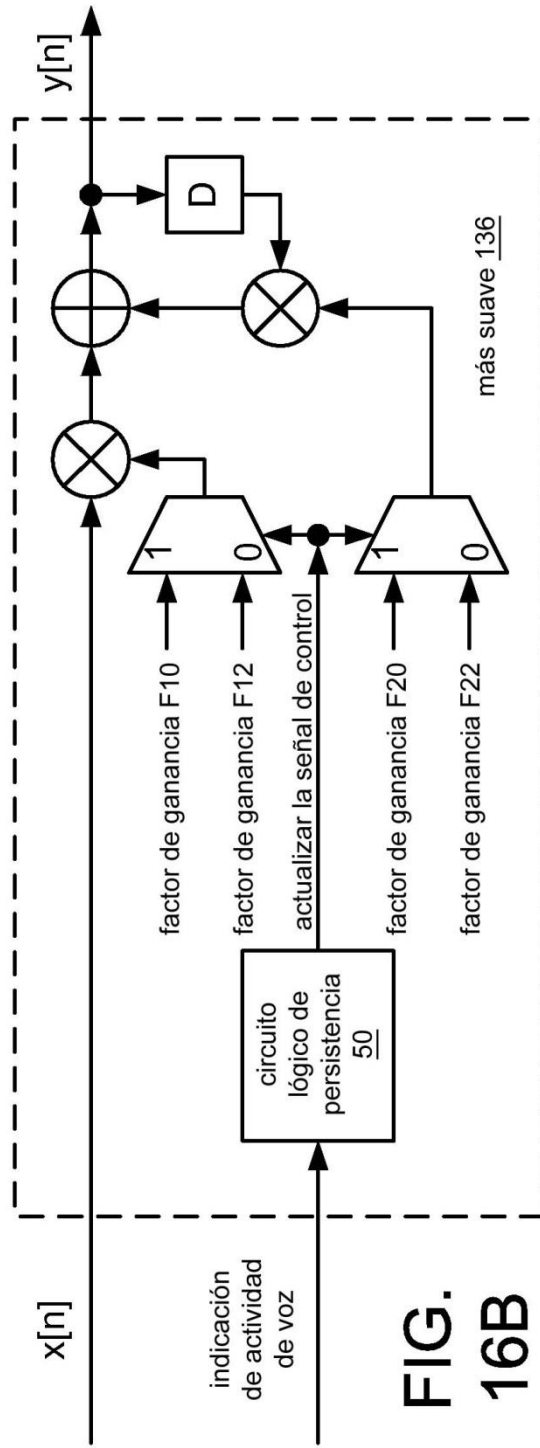 x[n]
y[n]
factor de ganancia F10
1
factor de ganancia F12
0
actualizar la señal de control
indicación
de actividad
de voz
circuito
lógico de
persistencia
50
factor de ganancia F20
1
factor de ganancia F22
0
D
más suave 136
FIG.
16B